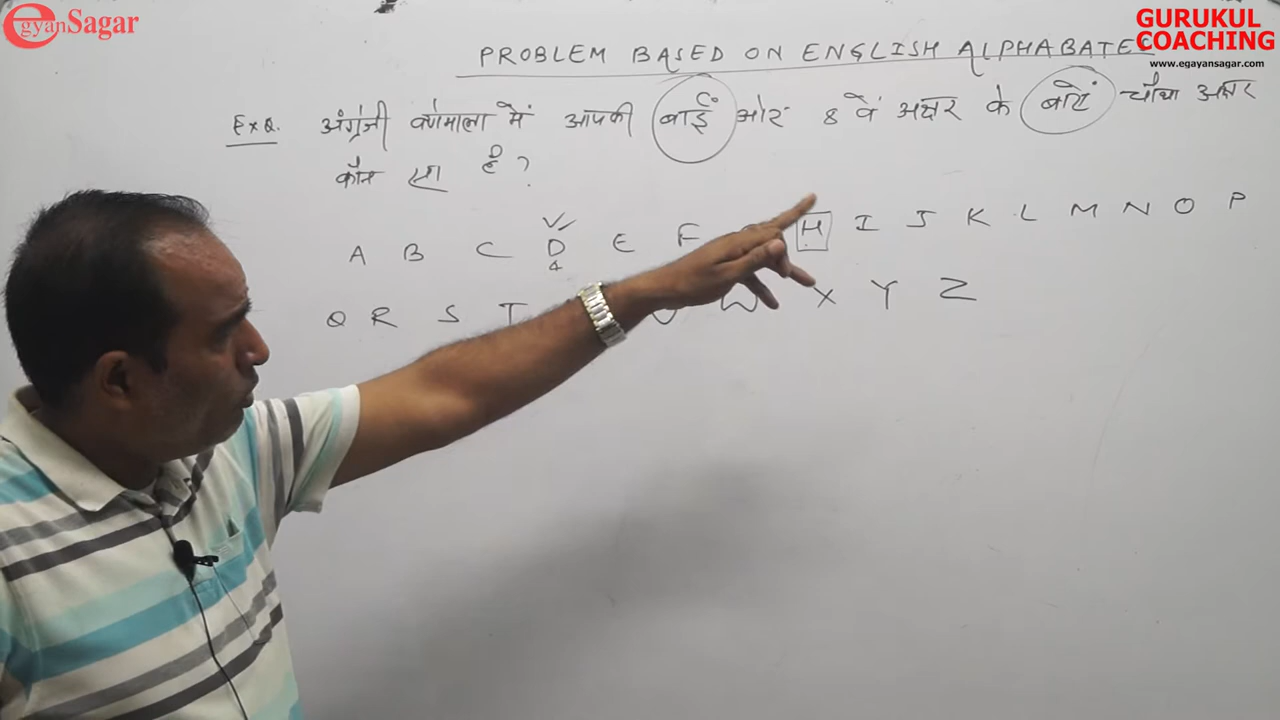 egyanSagar
GURUKUL
COACHING
www.egayansagar.com
PROBLEM BASED ON ENGLISH ALPHABATES
Ex Q. अंग्रेजी वर्णमाला में आपकी बाईं ओर 8 वें अक्षर के बायें चौथा अक्षर
कौन सा है ?
A B C D E F H I J K L M N O P
4
Q R S T U W X Y Z